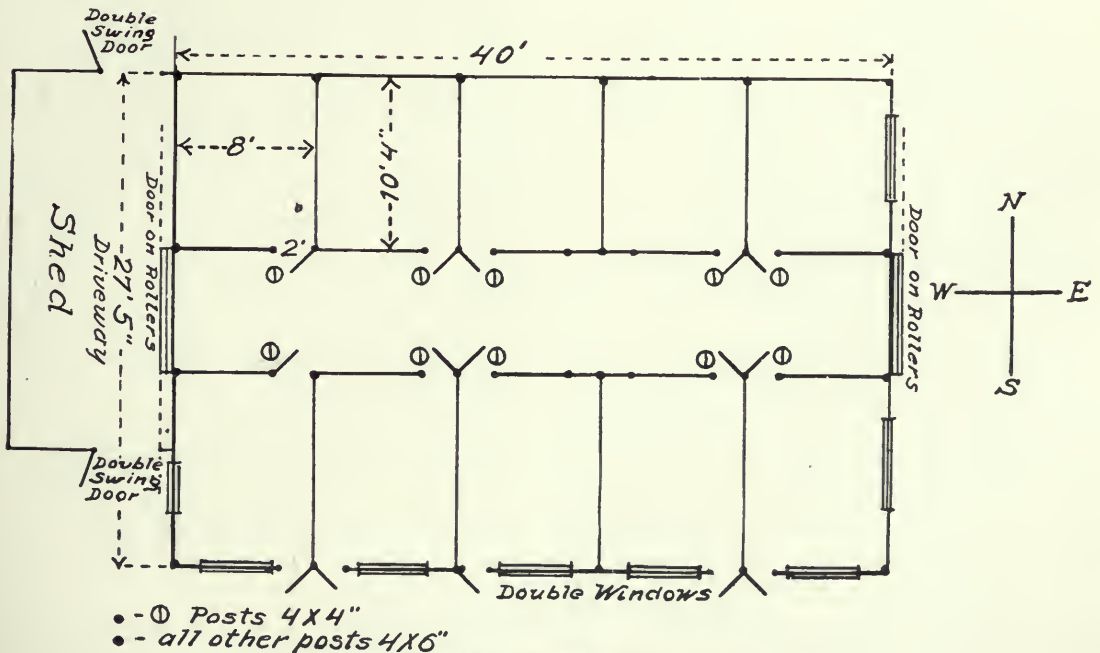 Double
Swing
Door
40'
8'
10'4"
2'
Ⓘ
Ⓘ
Ⓘ
Ⓘ
Ⓘ
Door on Rollers
27'5"
Driveway
Shed
Door on Rollers
N
W E
S
Ⓘ
Ⓘ
Ⓘ
Ⓘ
Ⓘ
Double
Swing
Door
Double Windows
• - Ⓘ Posts 4X4"
• - all other posts 4X6"